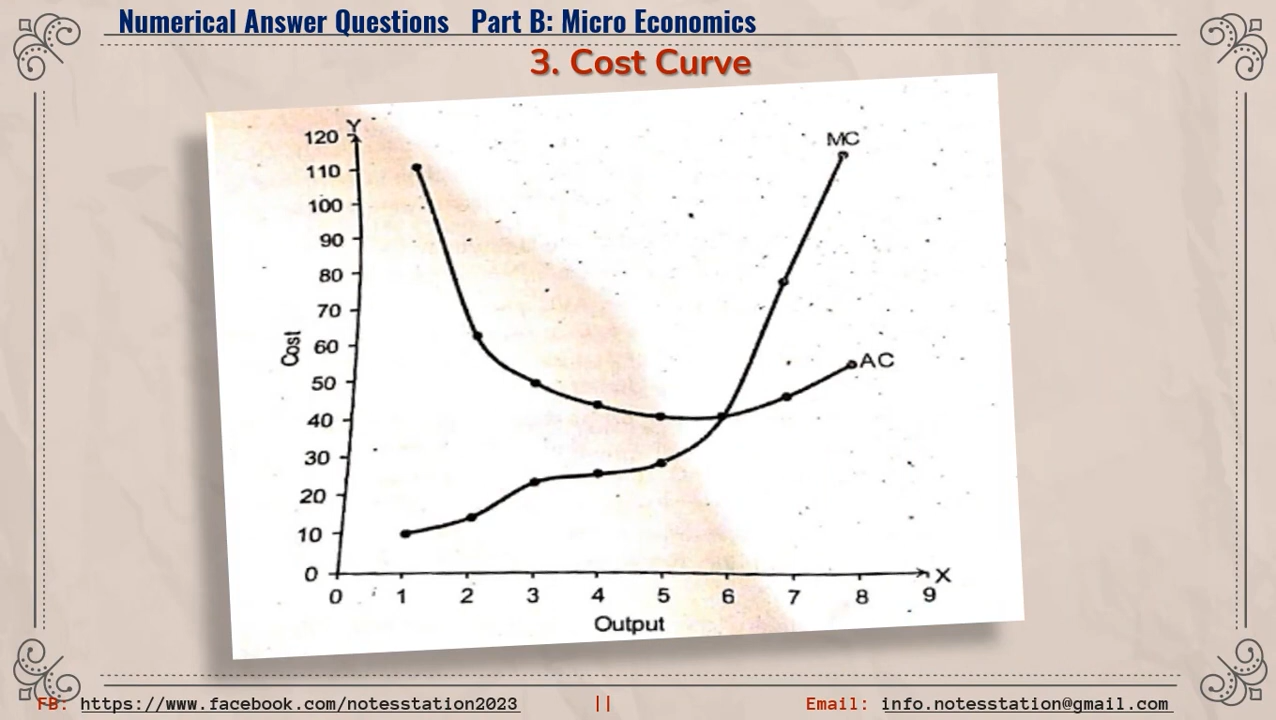 Numerical Answer Questions Part B: Micro Economics
3. Cost Curve
Y
120
110
100
90
80
70
60
50
40
30
20
10
0
Cost
MC
AC
0 1 2 3 4 5 6 7 8 9 X
Output
FB: https://www.facebook.com/notesstation2023 || Email: info.notesstation@gmail.com